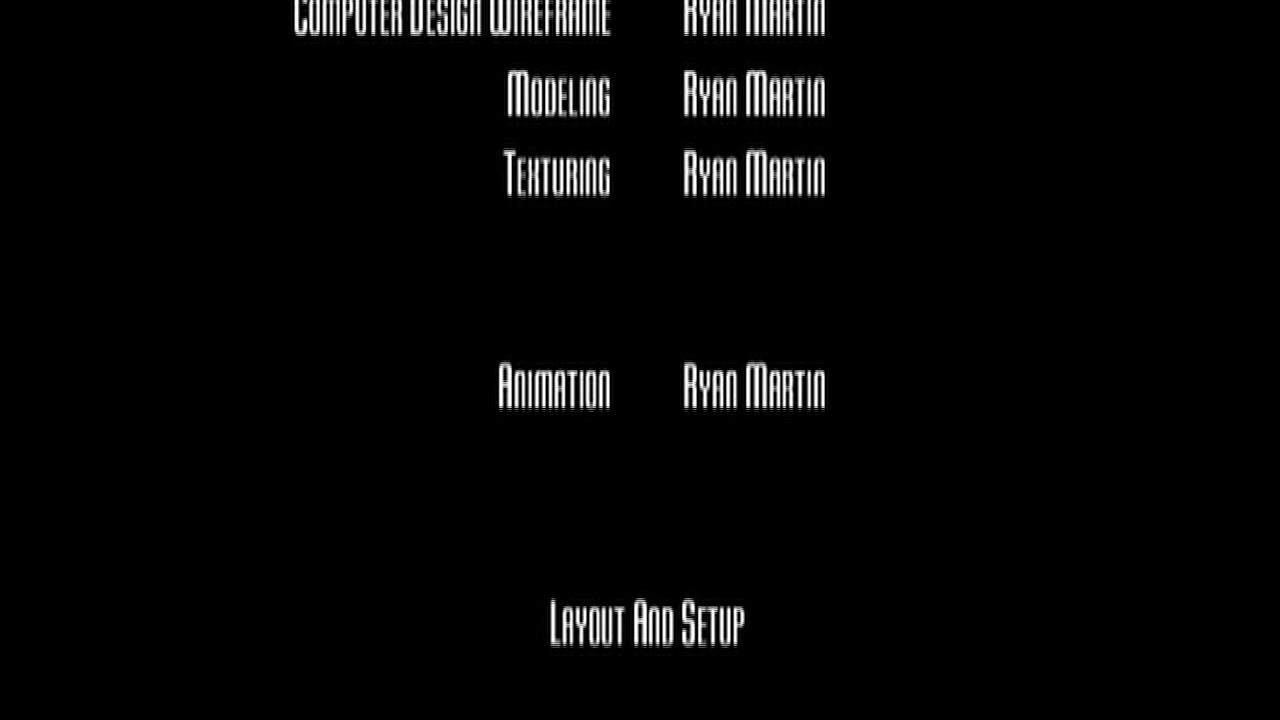 Computer Design Wireframe Ryan Martin
Modeling Ryan Martin
Texturing Ryan Martin
Animation Ryan Martin
Layout And Setup